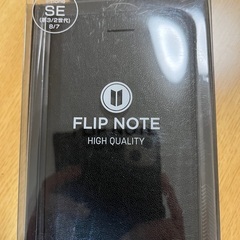 SE
(第3/2世代)
8/7
FLIP NOTE
HIGH QUALITY